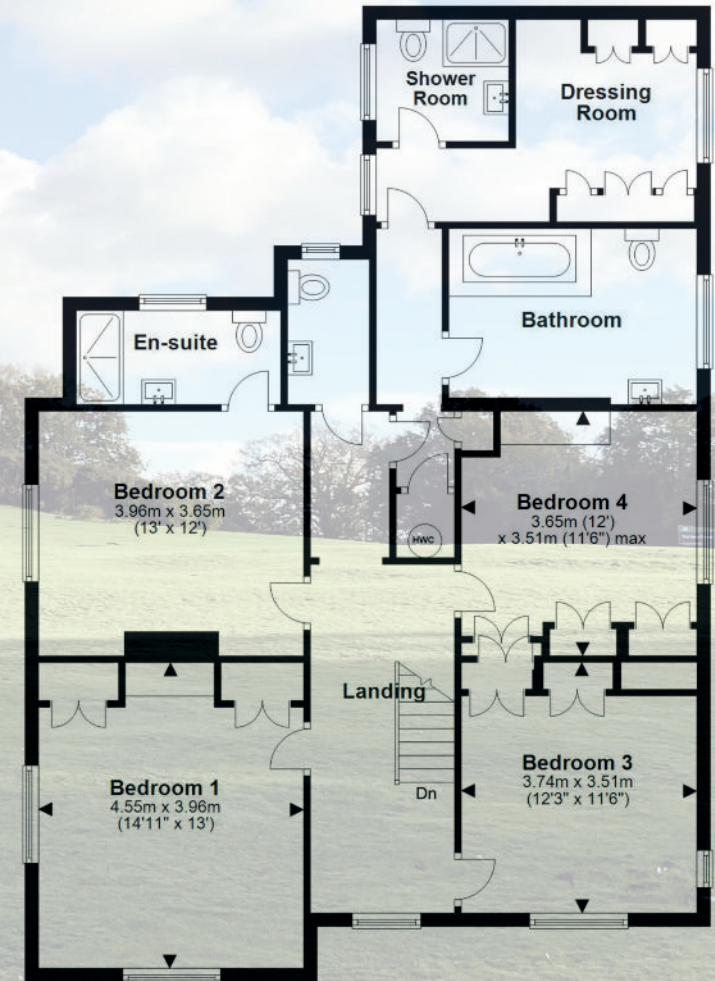 Shower
Room
Dressing
Room
Bathroom
En-suite
Bedroom 2
3.96m x 3.65m
(13' x 12')
Bedroom 4
3.65m (12')
x 3.51m (11'6") max
HWC
Landing
Dn
Bedroom 1
4.55m x 3.96m
(14'11" x 13')
Bedroom 3
3.74m x 3.51m
(12'3" x 11'6")